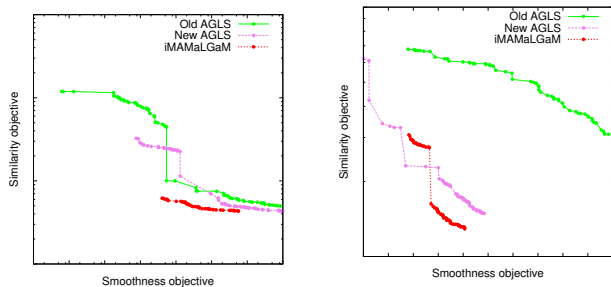 Old AGLS
New AGLS
iMAMaLGaM
Similarity objective
Smoothness objective
Old AGLS
New AGLS
iMAMaLGaM
Similarity objective
Smoothness objective